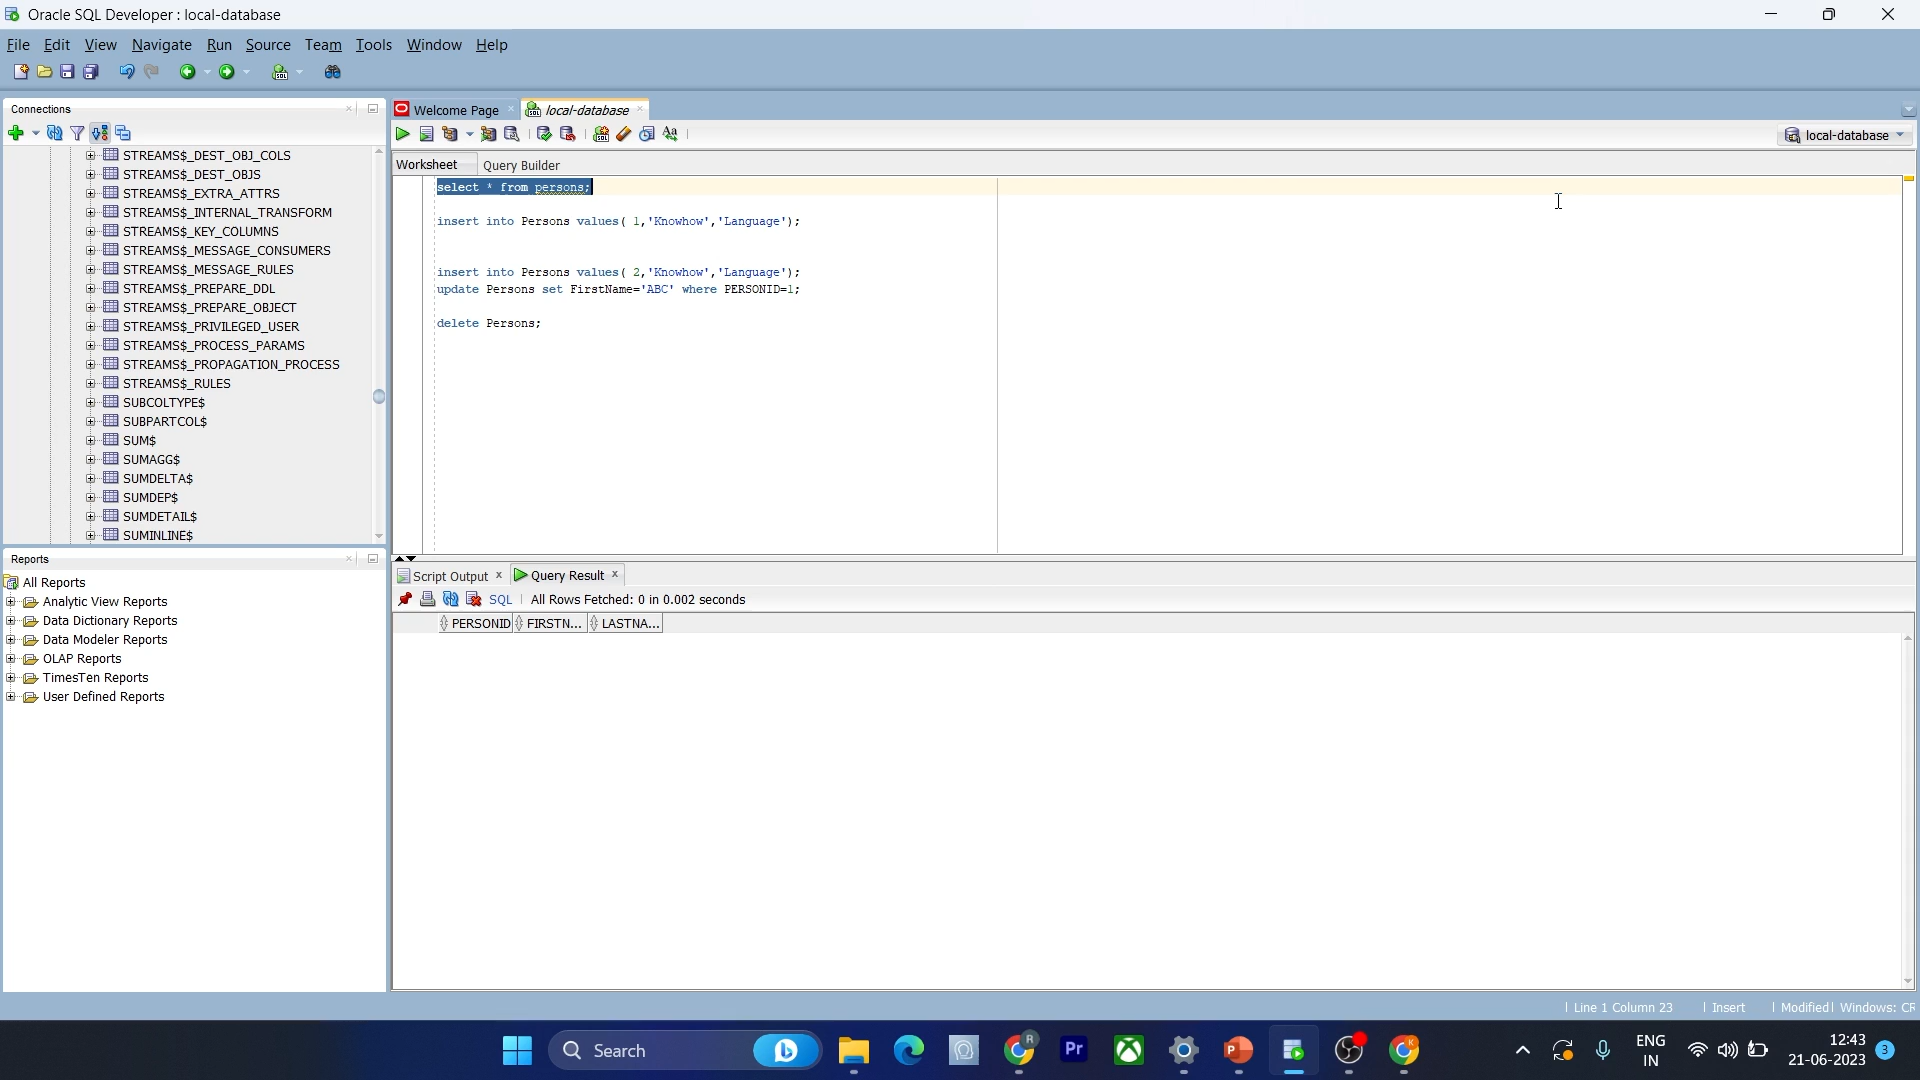 Oracle SQL Developer : local-database
File Edit View Navigate Run Source Team Tools Window Help
Connections
STREAMS$_DEST_OBJ_COLS
STREAMS$_DEST_OBJS
STREAMS$_EXTRA_ATTRS
STREAMS$_INTERNAL_TRANSFORM
STREAMS$_KEY_COLUMNS
STREAMS$_MESSAGE_CONSUMERS
STREAMS$_MESSAGE_RULES
STREAMS$_PREPARE_DDL
STREAMS$_PREPARE_OBJECT
STREAMS$_PRIVILEGED_USER
STREAMS$_PROCESS_PARAMS
STREAMS$_PROPAGATION_PROCESS
STREAMS$_RULES
SUBCOLTYPE$
SUBPARTCOL$
SUM$
SUMAGG$
SUMDELTA$
SUMDEP$
SUMDETAIL$
SUMINLINE$
Reports
All Reports
Analytic View Reports
Data Dictionary Reports
Data Modeler Reports
OLAP Reports
TimesTen Reports
User Defined Reports
Welcome Page local-database
Aa local-database
Worksheet Query Builder
select * from persons;
insert into Persons values( 1,'Knowhow','Language');
insert into Persons values( 2,'Knowhow','Language');
update Persons set FirstName='ABC' where PERSONID=1;
delete Persons;
Script Output Query Result
SQL All Rows Fetched: 0 in 0.002 seconds
PERSONID FIRSTN... LASTNA...
Line 1 Column 23 Insert Modified Windows: CR
Search
Pr
R
K
ENG
IN
12:43
21-06-2023
3